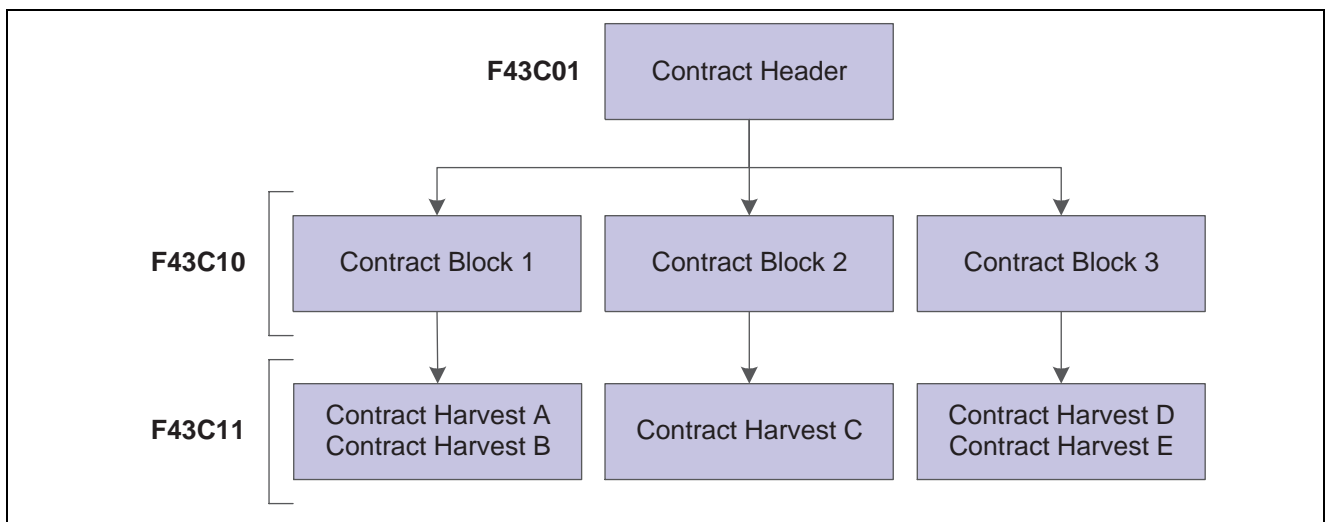 F43C01
Contract Header
F43C10
Contract Block 1
Contract Block 2
Contract Block 3
F43C11
Contract Harvest A
Contract Harvest B
Contract Harvest C
Contract Harvest D
Contract Harvest E